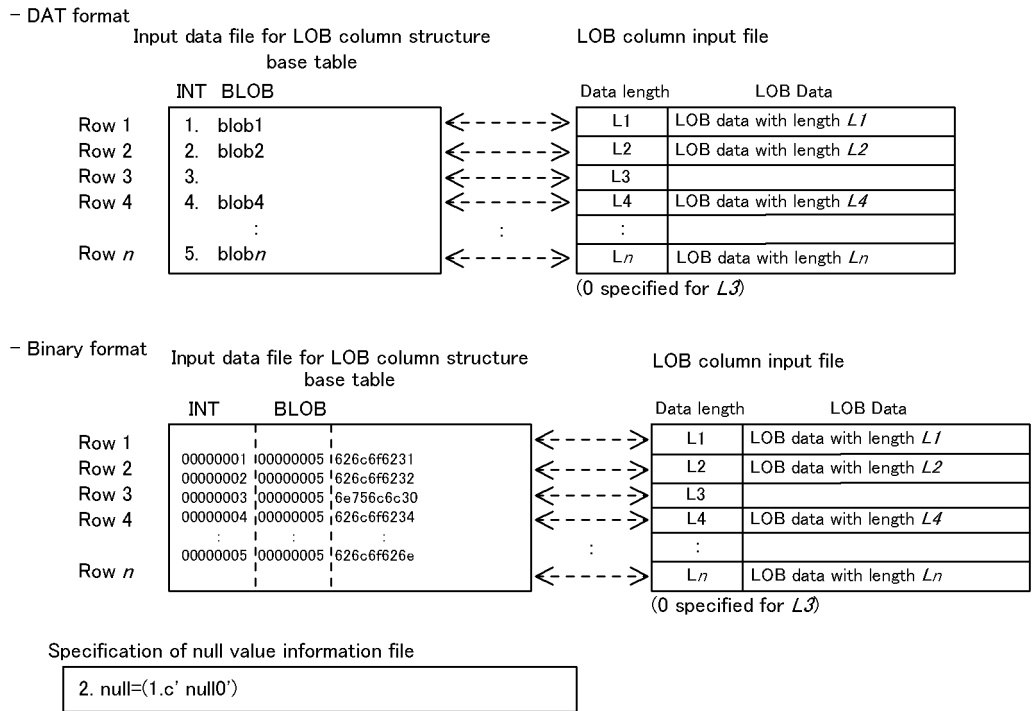 - DAT format
Input data file for LOB column structure
base table
LOB column input file
INT BLOB
Data length LOB Data
Row 1 1. blob1 L1 LOB data with length L1
Row 2 2. blob2 L2 LOB data with length L2
Row 3 3. L3
Row 4 4. blob4 L4 LOB data with length L4
: : :
Row n 5. blobn Ln LOB data with length Ln
(0 specified for L3)
- Binary format
Input data file for LOB column structure
base table
LOB column input file
INT BLOB
Data length LOB Data
Row 1 00000001 00000005 626c6f6231 L1 LOB data with length L1
Row 2 00000002 00000005 626c6f6232 L2 LOB data with length L2
Row 3 00000003 00000005 6e756c6c30 L3
Row 4 00000004 00000005 626c6f6234 L4 LOB data with length L4
: : : : :
Row n 00000005 00000005 626c6f626e Ln LOB data with length Ln
(0 specified for L3)
Specification of null value information file
2. null=(1.c' null0')